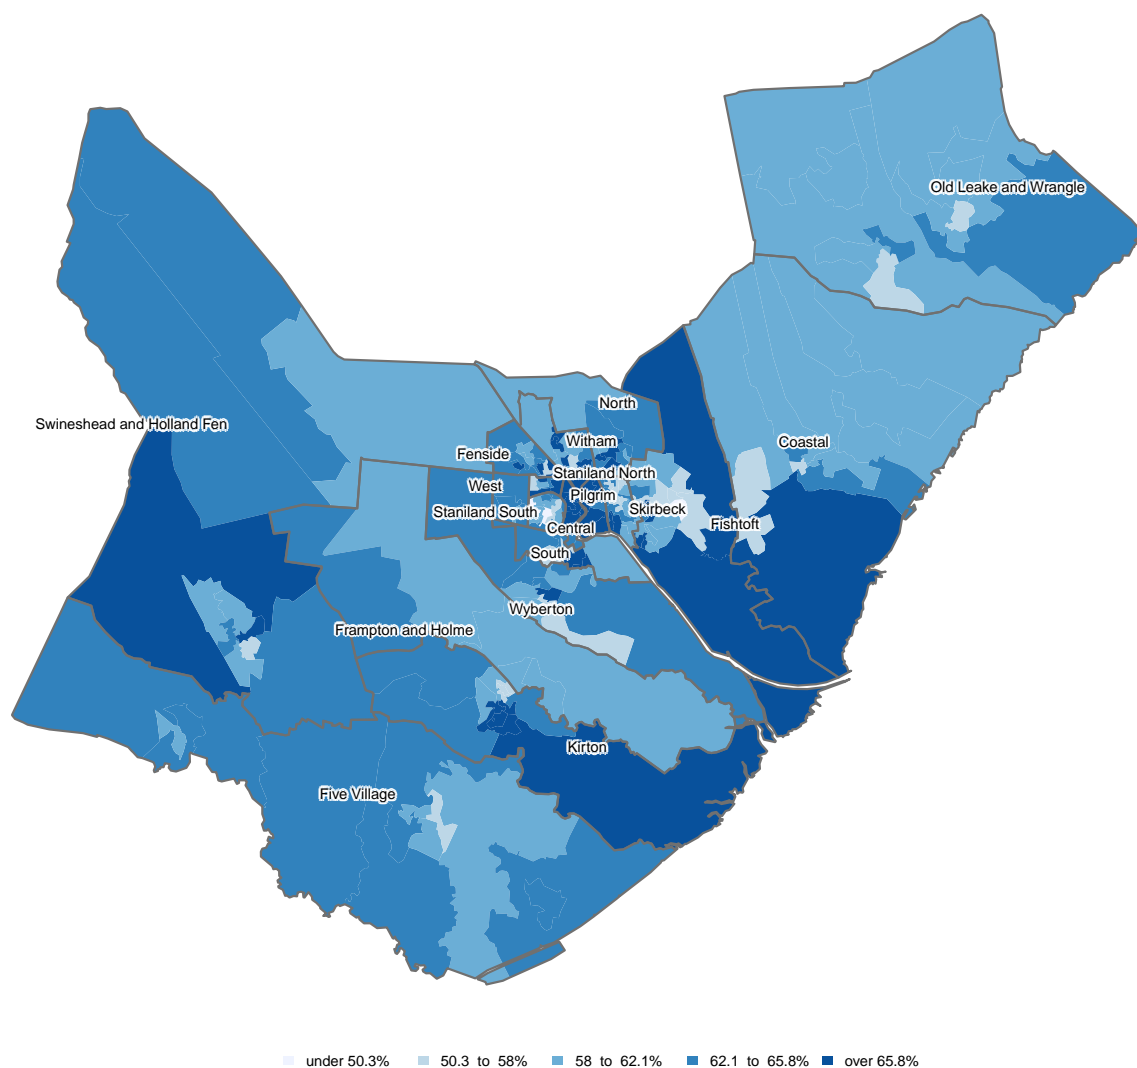 Old Leake and Wrangle
North
Swineshead and Holland Fen
Witham
Coastal
Fenside
Staniland North
West
Pilgrim
Staniland South
Skirbeck
Central
Fishtoft
South
Wyberton
Frampton and Holme
Kirton
Five Village
under 50.3% 50.3 to 58% 58 to 62.1% 62.1 to 65.8% over 65.8%